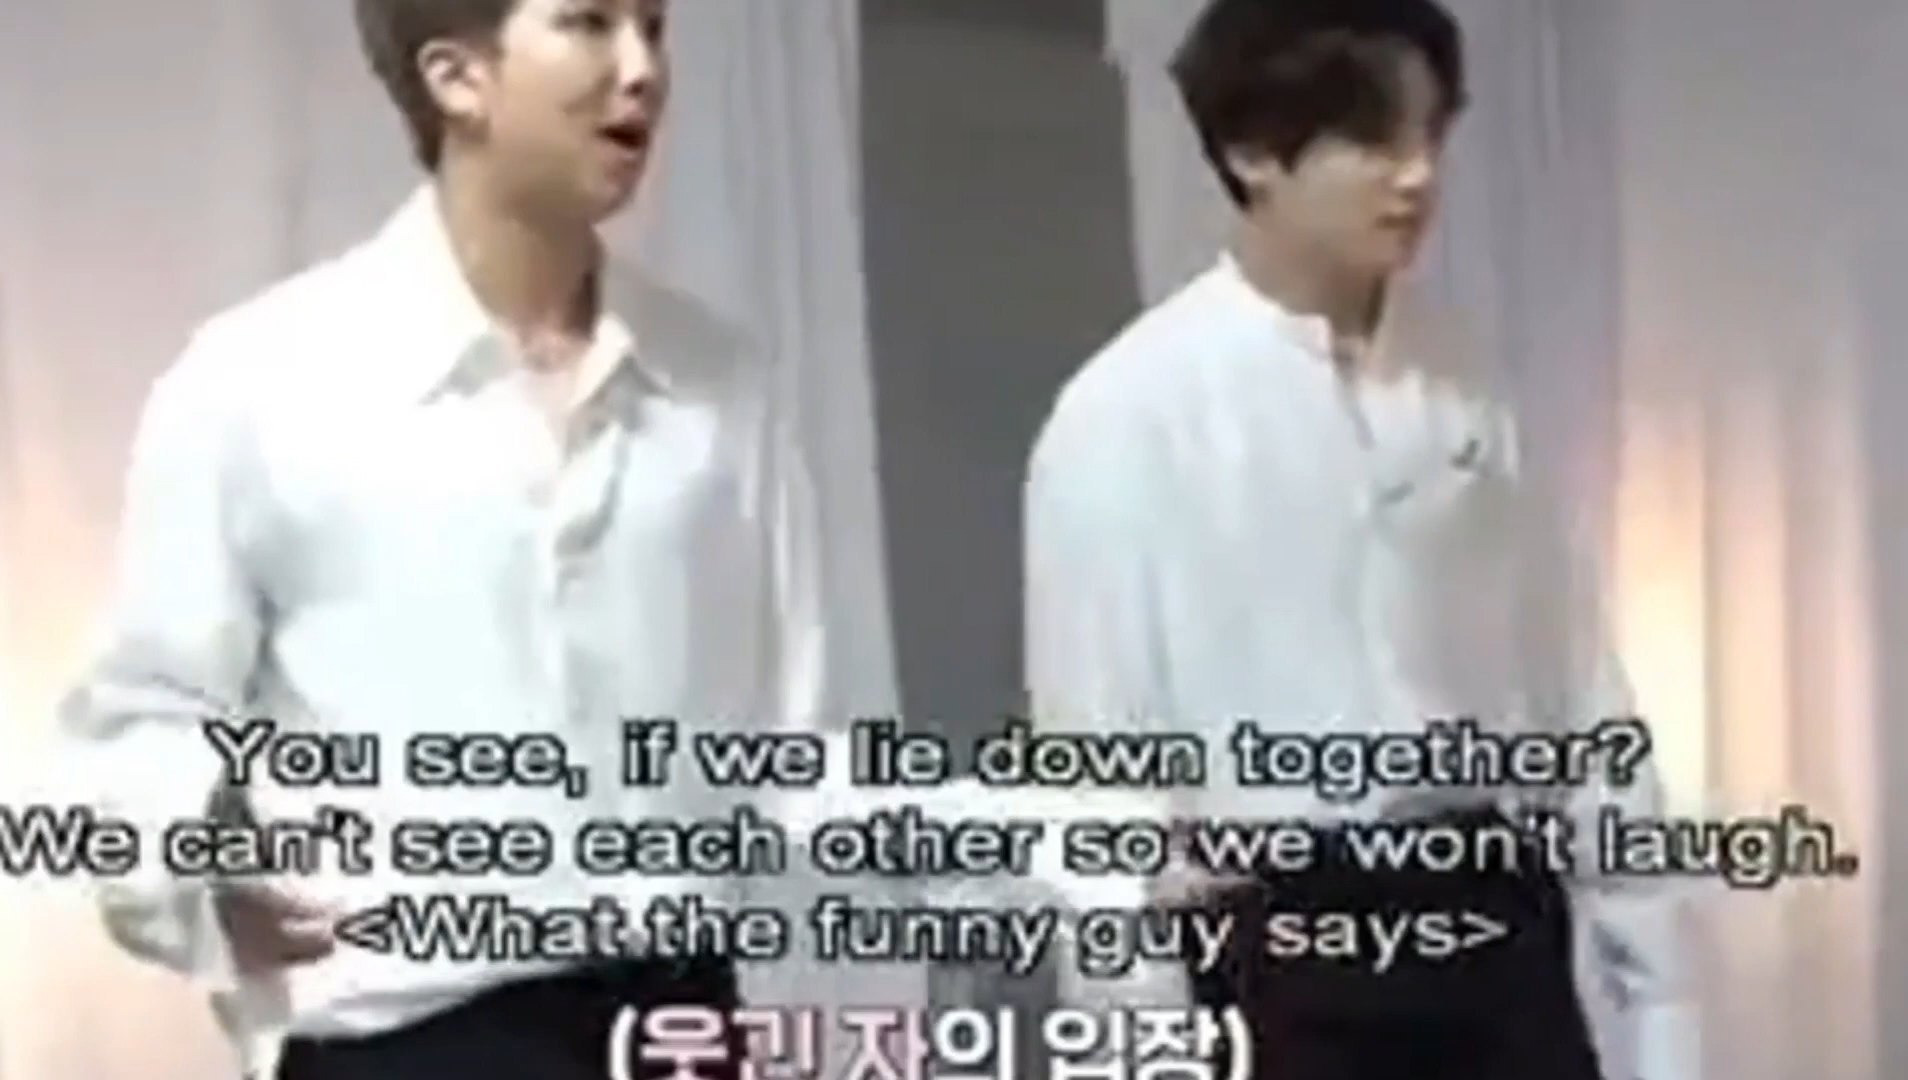 You see, if we lie down together?
We can't see each other so we won't laugh.
<What the funny guy says>
(웃긴 자의 입장)